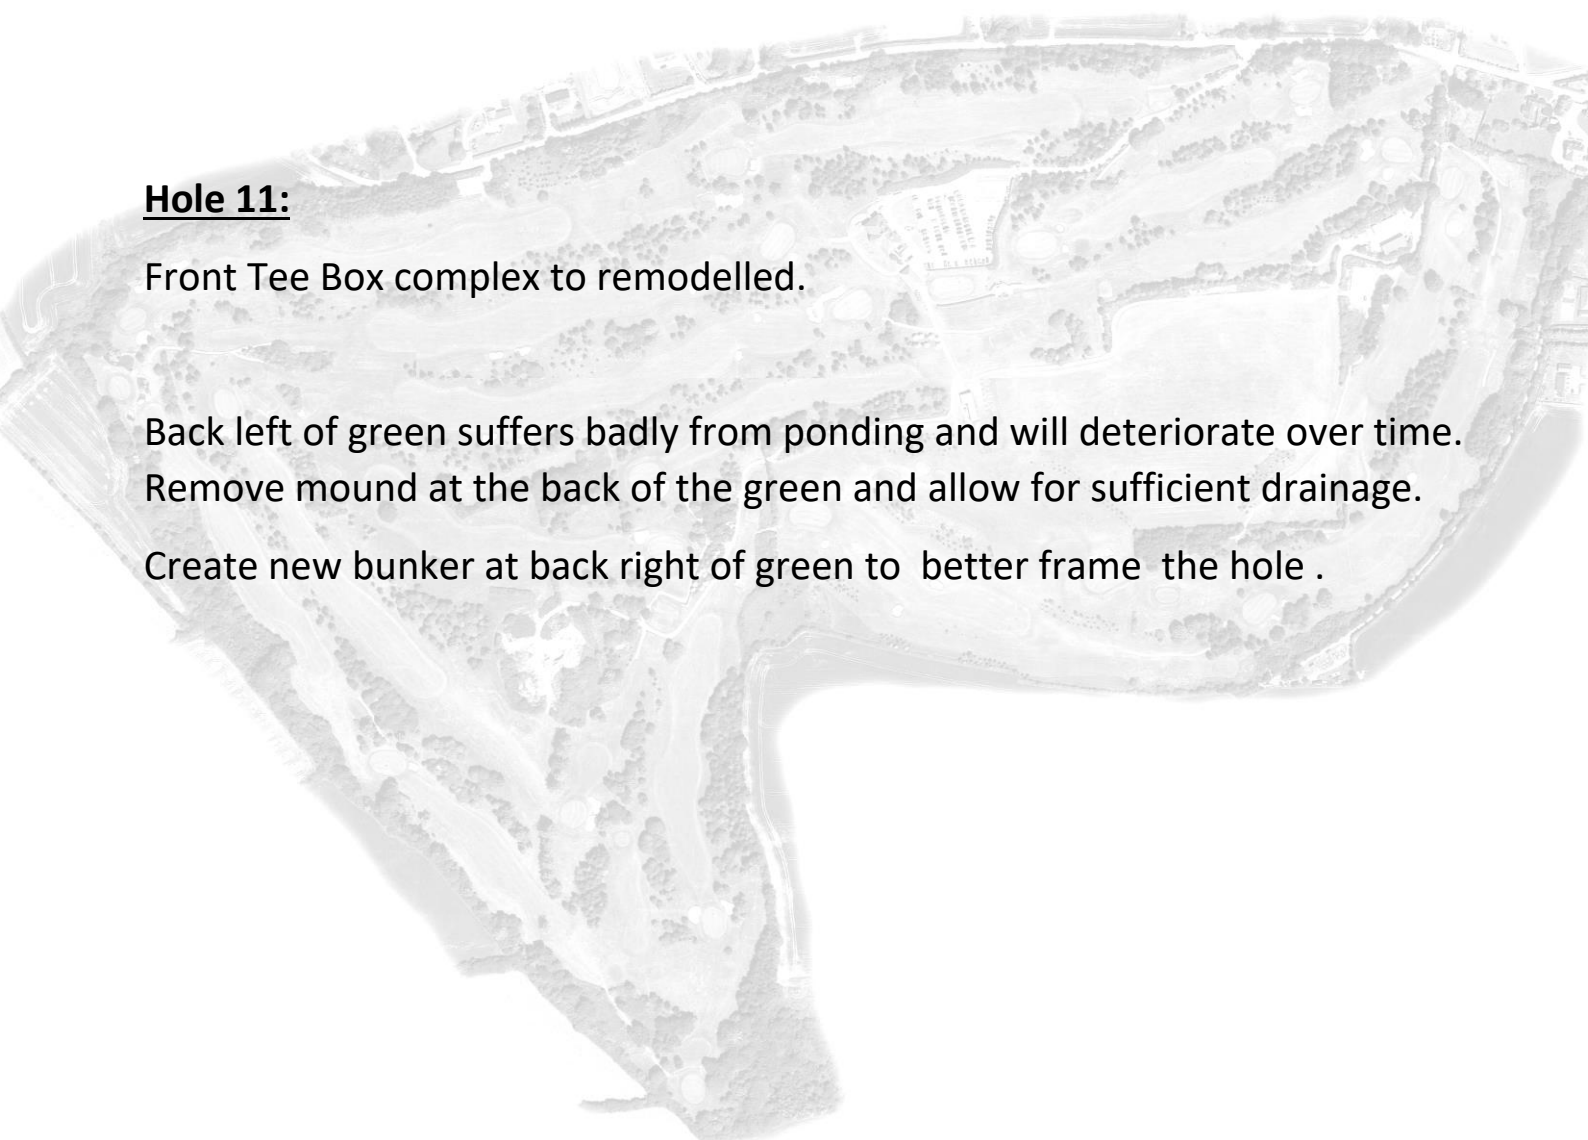 Hole 11:
Front Tee Box complex to remodelled.
Back left of green suffers badly from ponding and will deteriorate over time.
Remove mound at the back of the green and allow for sufficient drainage.
Create new bunker at back right of green to  better frame  the hole .